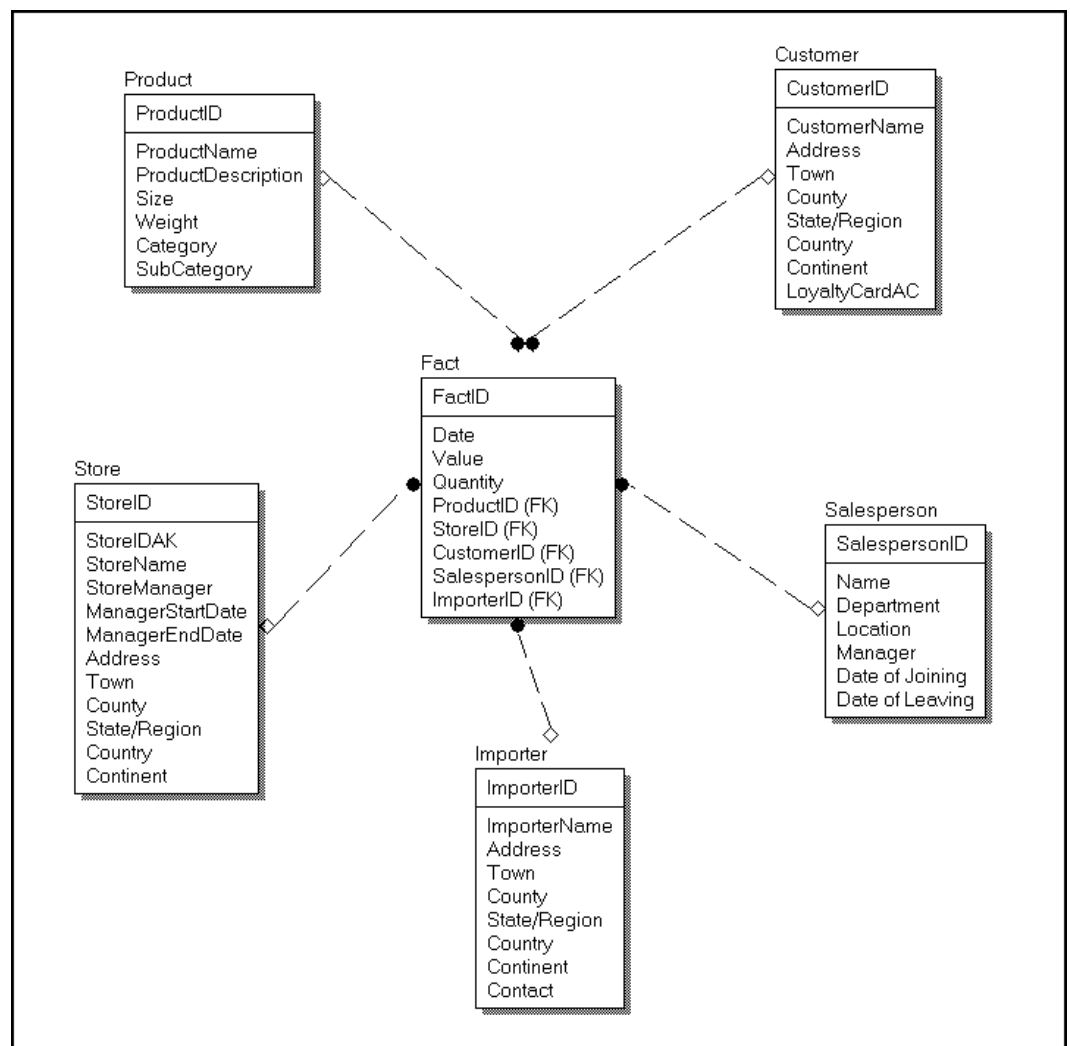 Product
ProductID
ProductName
ProductDescription
Size
Weight
Category
SubCategory
Customer
CustomerID
CustomerName
Address
Town
County
State/Region
Country
Continent
LoyaltyCardAC
Fact
FactID
Date
Value
Quantity
ProductID (FK)
StoreID (FK)
CustomerID (FK)
SalespersonID (FK)
ImporterID (FK)
Store
StoreID
StoreIDAK
StoreName
StoreManager
ManagerStartDate
ManagerEndDate
Address
Town
County
State/Region
Country
Continent
Salesperson
SalespersonID
Name
Department
Location
Manager
Date of Joining
Date of Leaving
Importer
ImporterID
ImporterName
Address
Town
County
State/Region
Country
Continent
Contact